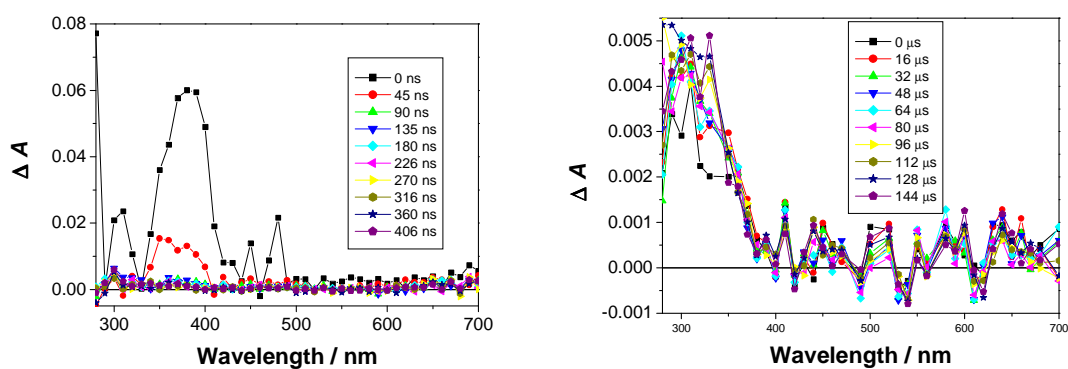 0.08
0.06
0.04
0.02
0.00
Δ A
300 400 500 600 700
Wavelength / nm
0 ns
45 ns
90 ns
135 ns
180 ns
226 ns
270 ns
316 ns
360 ns
406 ns
0.005
0.004
0.003
0.002
0.001
0.000
-0.001
Δ A
300 400 500 600 700
Wavelength / nm
0 μs
16 μs
32 μs
48 μs
64 μs
80 μs
96 μs
112 μs
128 μs
144 μs